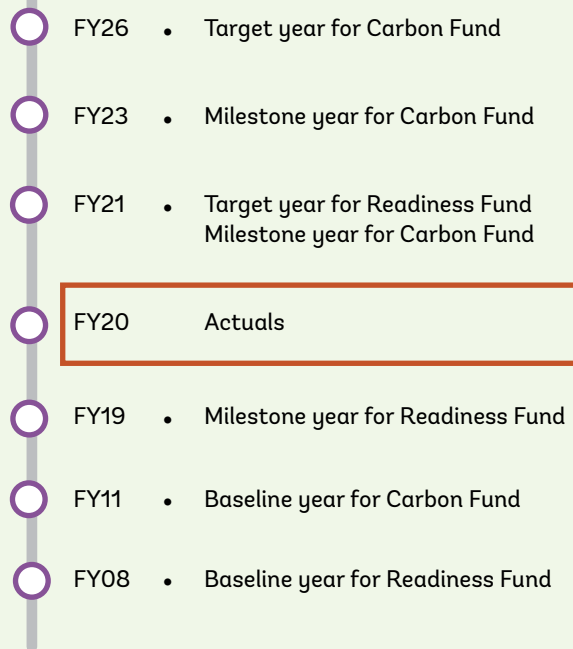 FY26 • Target year for Carbon Fund
FY23 • Milestone year for Carbon Fund
FY21 • Target year for Readiness Fund
Milestone year for Carbon Fund
FY20 Actuals
FY19 • Milestone year for Readiness Fund
FY11 • Baseline year for Carbon Fund
FY08 • Baseline year for Readiness Fund